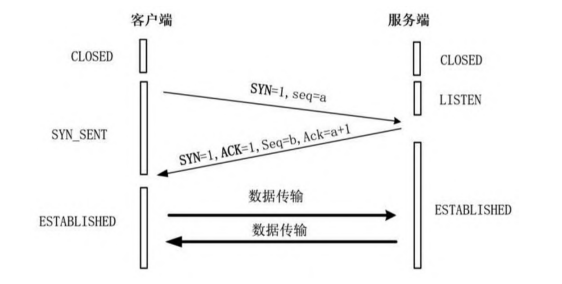 客户端
服务端
CLOSED
CLOSED
SYN=1, seq=a
LISTEN
SYN_SENT
SYN=1, ACK=1, Seq=b, Ack=a+1
数据传输
ESTABLISHED
ESTABLISHED
数据传输